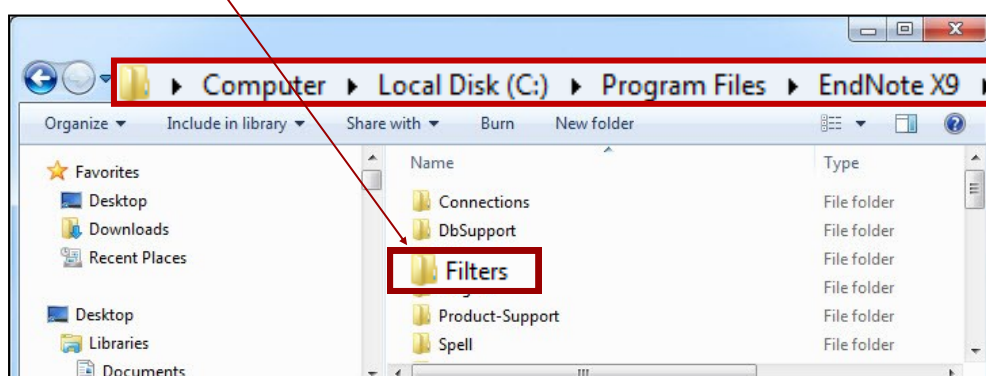 Computer Local Disk (C:) Program Files EndNote X9
Organize Include in library Share with Burn New folder
Favorites
Desktop
Downloads
Recent Places
Desktop
Libraries
Documents
Name Type
Connections File folder
DbSupport File folder
Filters File folder
File folder
Product-Support File folder
Spell File folder